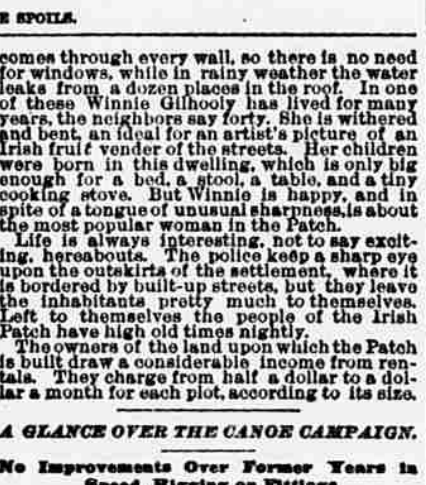 E SPOILS.
comes through every wall, so there is no need
for windows, while in rainy weather the water
leaks from a dozen places in the roof. In one
of these Winnie Gilhooly has lived for many
years, the neighbors say forty. She is withered
and bent, an ideal for an artist's picture of an
Irish fruit vender of the streets. Her children
were born in this dwelling, which is only big
enough for a bed, a stool, a table, and a tiny
cooking stove. But Winnie is happy, and in
spite of a tongue of unusual sharpness, is about
the most popular woman in the Patch.
Life is always interesting, not to say excit-
ing, hereabouts. The police keep a sharp eye
upon the outskirts of the settlement, where it
is bordered by built-up streets, but they leave
the inhabitants pretty much to themselves.
Left to themselves the people of the Irish
Patch have high old times nightly.
The owners of the land upon which the Patch
is built draw a considerable income from ren-
tals. They charge from half a dollar to a dol-
lar a month for each plot, according to its size.
A GLANCE OVER THE CANOE CAMPAIGN.
No Improvements Over Former Years in
Speed, Rigging or Fittings